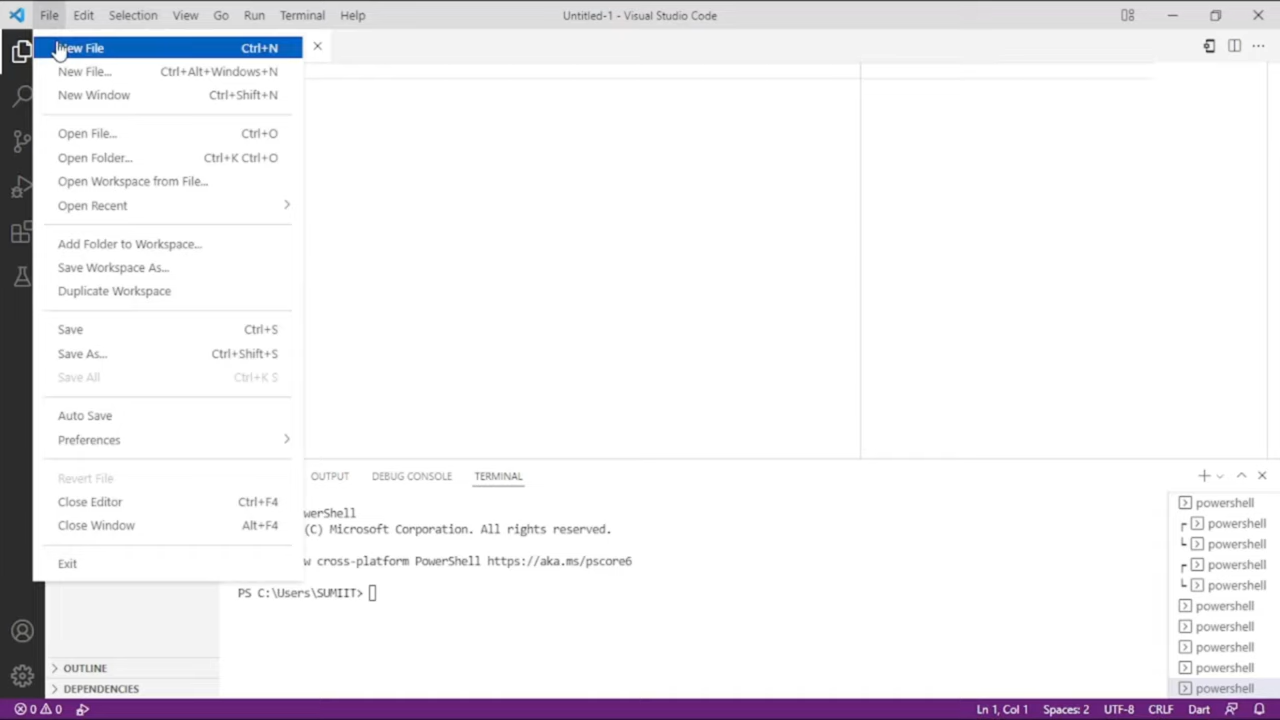 File Edit Selection View Go Run Terminal Help
Untitled-1 - Visual Studio Code
New File Ctrl+N
New File... Ctrl+Alt+Windows+N
New Window Ctrl+Shift+N
Open File... Ctrl+O
Open Folder... Ctrl+K Ctrl+O
Open Workspace from File...
Open Recent
Add Folder to Workspace...
Save Workspace As...
Duplicate Workspace
Save Ctrl+S
Save As... Ctrl+Shift+S
Save All Ctrl+K S
Auto Save
Preferences
Revert File
Close Editor Ctrl+F4
Close Window Alt+F4
Exit
OUTPUT DEBUG CONSOLE TERMINAL
werShell
(C) Microsoft Corporation. All rights reserved.
w cross-platform PowerShell https://aka.ms/pscore6
PS C:\Users\SUMIIT>
powershell
powershell
powershell
powershell
powershell
powershell
powershell
powershell
powershell
powershell
OUTLINE
DEPENDENCIES
0 0
Ln 1, Col 1 Spaces: 2 UTF-8 CRLF Dart